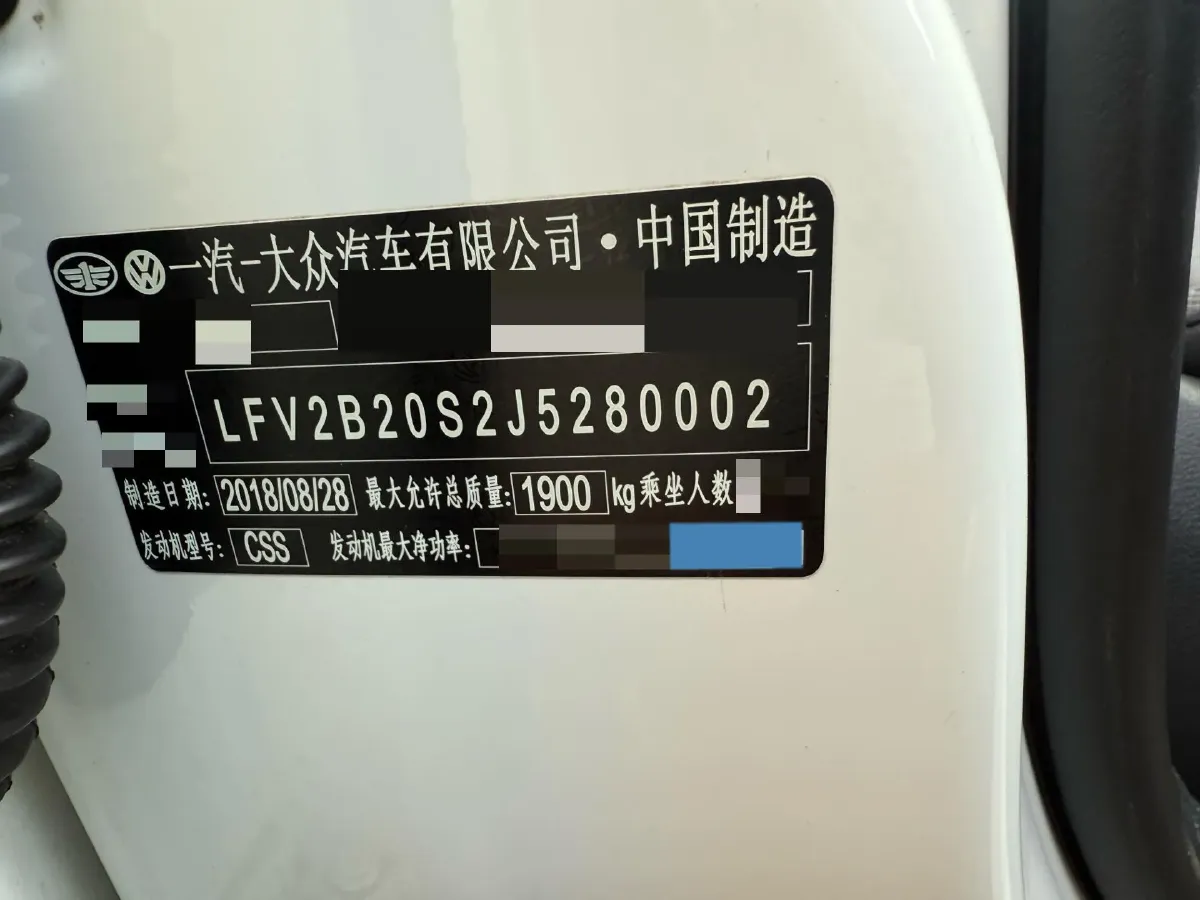 一汽-大众汽车有限公司·中国制造
LFV2B20S2J5280002
制造日期: 2018/08/28 最大允许总质量: 1900 kg 乘坐人数
发动机型号: CSS 发动机最大净功率: